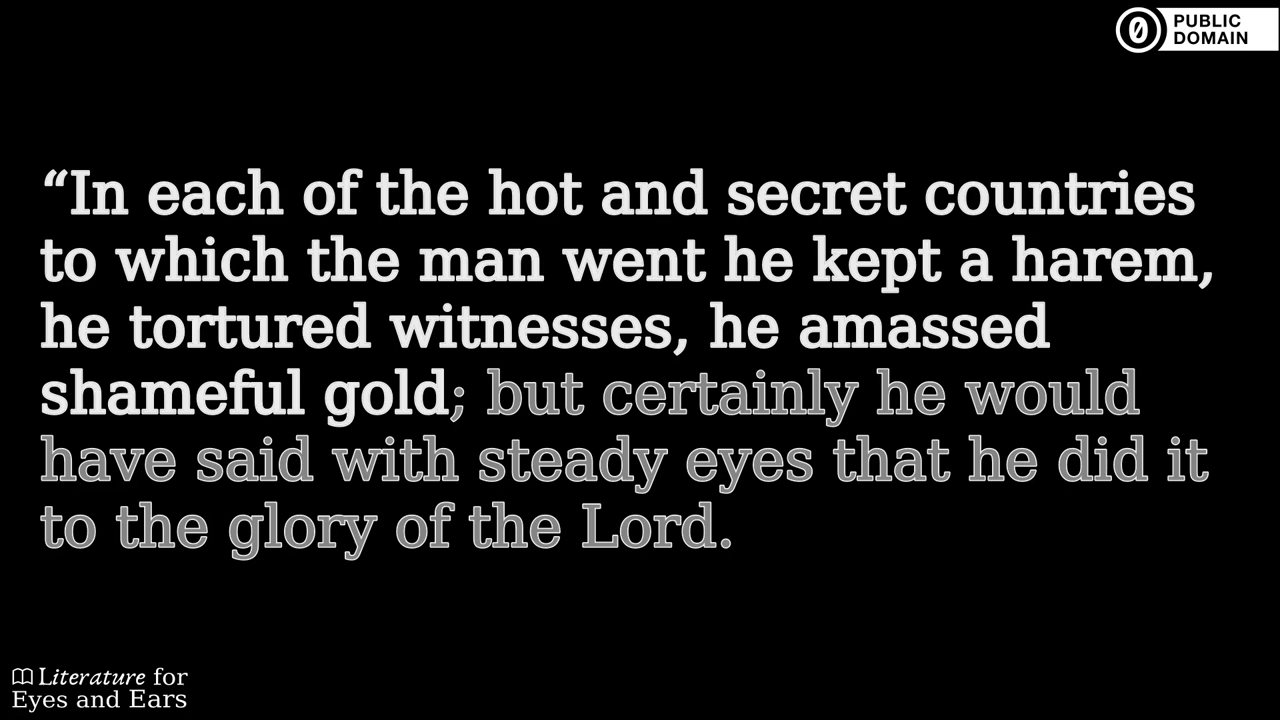 PUBLIC
DOMAIN
“In each of the hot and secret countries
to which the man went he kept a harem,
he tortured witnesses, he amassed
shameful gold; but certainly he would
have said with steady eyes that he did it
to the glory of the Lord.
Literature for
Eyes and Ears